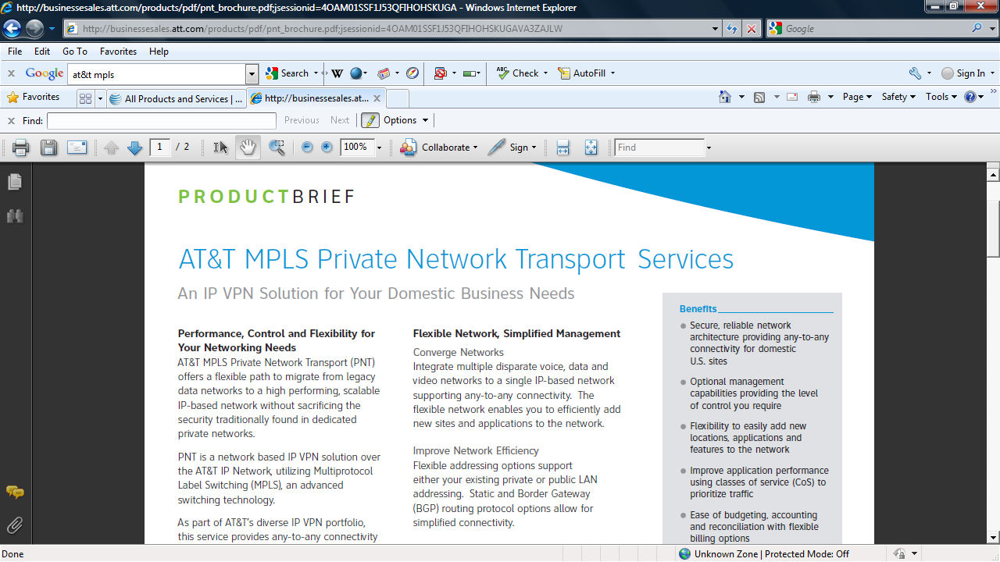 http://businessesales.att.com/products/pdf/pnt_brochure.pdf;jsessionid=4OAM01SSF1J53QFIHOHSKUGA - Windows Internet Explorer
http://businessesales.att.com/products/pdf/pnt_brochure.pdf;jsessionid=4OAM01SSF1J53QFIHOHSKUGAVA3ZAJLW
Google
File Edit Go To Favorites Help
x Google at&t mpls Search W ABC Check AutoFill Sign In
Favorites All Products and Services | ... http://businessesales.at... x Page Safety Tools
x Find: Previous Next Options
1 / 2 100% Collaborate Sign Find
PRODUCTBRIEF
AT&T MPLS Private Network Transport Services
An IP VPN Solution for Your Domestic Business Needs
Performance, Control and Flexibility for
Your Networking Needs
AT&T MPLS Private Network Transport (PNT)
offers a flexible path to migrate from legacy
data networks to a high performing, scalable
IP-based network without sacrificing the
security traditionally found in dedicated
private networks.
PNT is a network based IP VPN solution over
the AT&T IP Network, utilizing Multiprotocol
Label Switching (MPLS), an advanced
switching technology.
As part of AT&T's diverse IP VPN portfolio,
this service provides any-to-any connectivity
Flexible Network, Simplified Management
Converge Networks
Integrate multiple disparate voice, data and
video networks to a single IP-based network
supporting any-to-any connectivity. The
flexible network enables you to efficiently add
new sites and applications to the network.
Improve Network Efficiency
Flexible addressing options support
either your existing private or public LAN
addressing. Static and Border Gateway
(BGP) routing protocol options allow for
simplified connectivity.
Benefits
• Secure, reliable network
architecture providing any-to-any
connectivity for domestic
U.S. sites
• Optional management
capabilities providing the level
of control you require
• Flexibility to easily add new
locations, applications and
features to the network
• Improve application performance
using classes of service (CoS) to
prioritize traffic
• Ease of budgeting, accounting
and reconciliation with flexible
billing options
Done
Unknown Zone | Protected Mode: Off